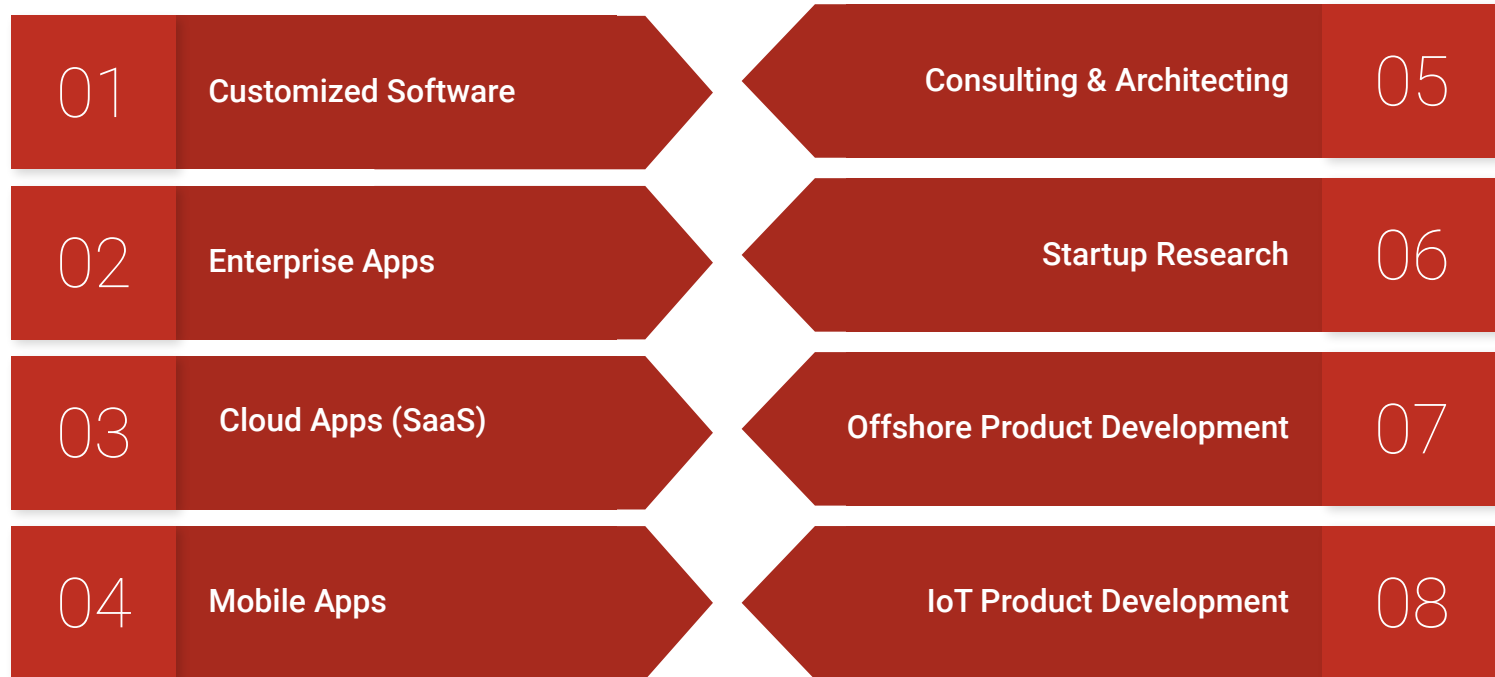 01
Customized Software
02
Enterprise Apps
03
Cloud Apps (SaaS)
04
Mobile Apps
Consulting & Architecting
05
Startup Research
06
Offshore Product Development
07
IoT Product Development
08